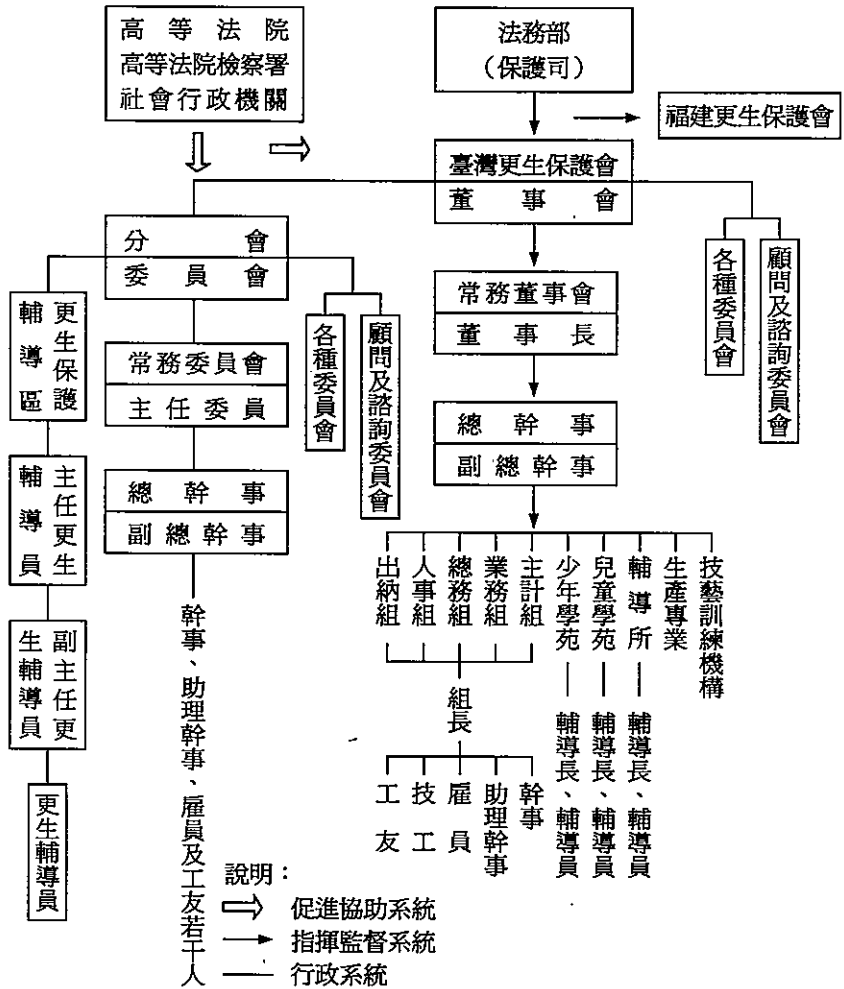 高等法院
高等法院檢察署
社會行政機關
法務部
（保護司）
福建更生保護會
臺灣更生保護會
董事會
各種委員會
顧問及諮詢委員會
常務董事會
董事長
總幹事
副總幹事
出納組
人事組
總務組
業務組
主計組
少年學苑
兒童學苑
輔導所
生產專業
技藝訓練機構
組長
工友
技工
雇員
助理幹事
幹事
輔導長、輔導員
輔導長、輔導員
輔導長、輔導員
分會
委員會
各種委員會
顧問及諮詢委員會
常務委員會
主任委員
總幹事
副總幹事
幹事、助理幹事、雇員及工友若干人
更生保護
輔導區
主任更生
輔導員
副主任更
生輔導員
更生輔導員
說明：
促進協助系統
指揮監督系統
行政系統